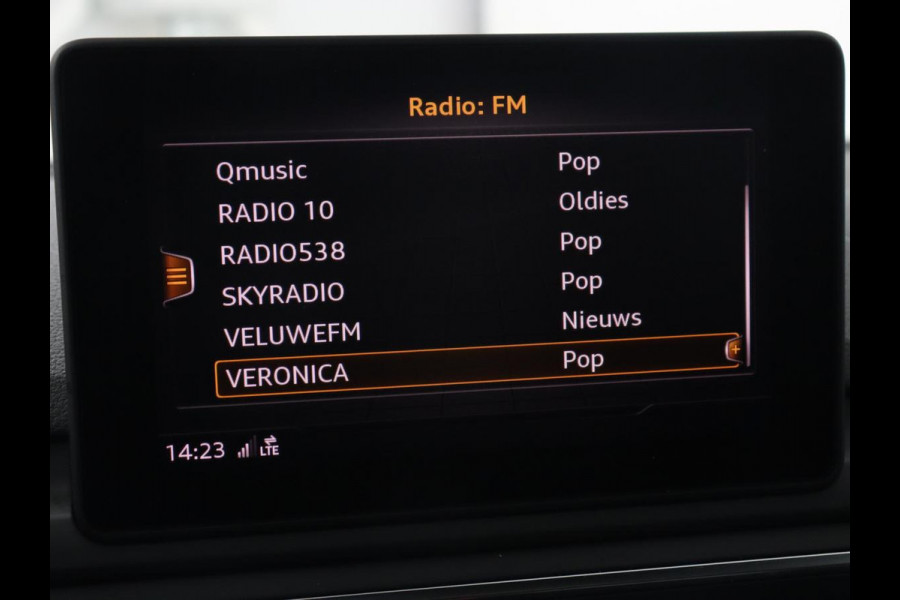 Radio: FM
Qmusic Pop
RADIO 10 Oldies
RADIO538 Pop
SKYRADIO Pop
VELUWEFM Nieuws
VERONICA Pop +
14:23 LTE